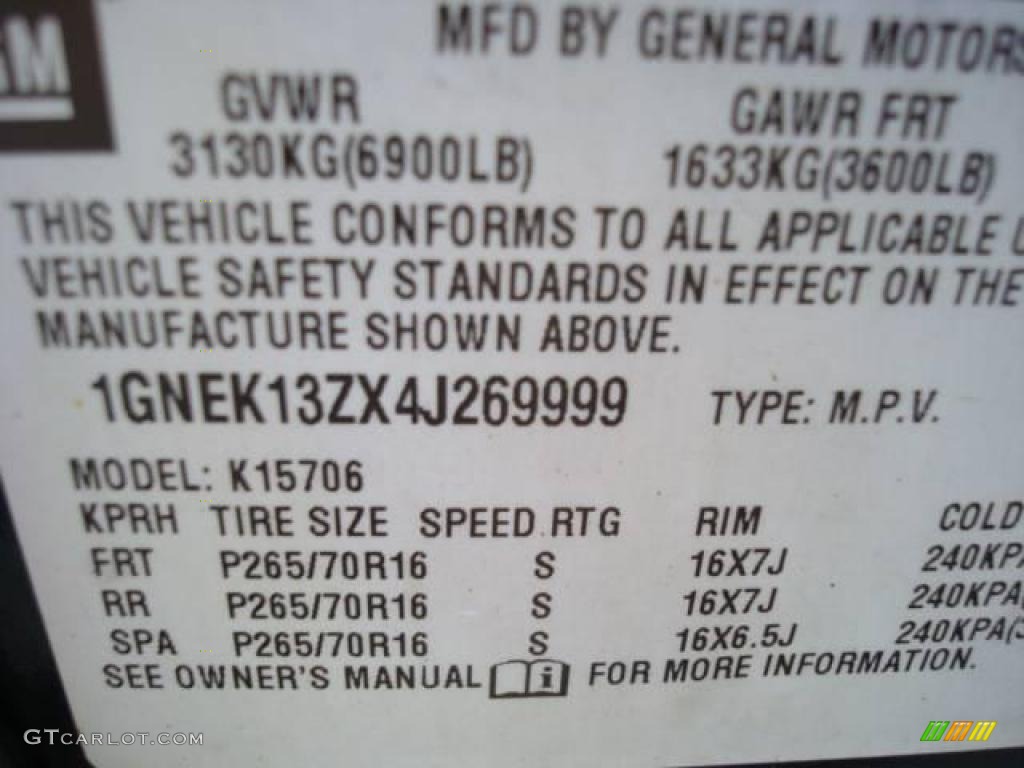 GM
MFD BY GENERAL MOTORS
GVWR GAWR FRT
3130KG(6900LB) 1633KG(3600LB)
THIS VEHICLE CONFORMS TO ALL APPLICABLE
VEHICLE SAFETY STANDARDS IN EFFECT ON THE
MANUFACTURE SHOWN ABOVE.
1GNEK13ZX4J269999 TYPE: M.P.V.
MODEL: K15706
KPRH TIRE SIZE SPEED RTG RIM COLD
FRT P265/70R16 S 16X7J 240KPA
RR P265/70R16 S 16X7J 240KPA(
SPA P265/70R16 S 16X6.5J 240KPA(3
SEE OWNER'S MANUAL i FOR MORE INFORMATION.
GTCARLOT.COM